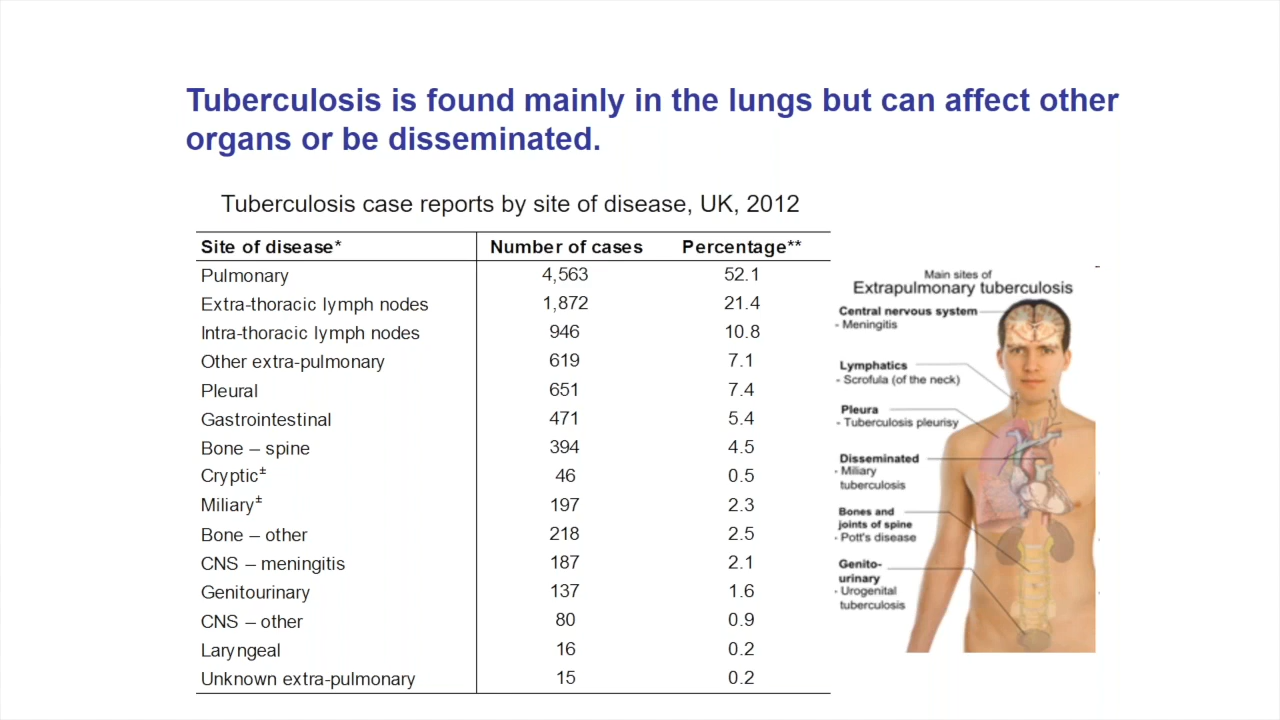 Tuberculosis is found mainly in the lungs but can affect other
organs or be disseminated.
Tuberculosis case reports by site of disease, UK, 2012
Site of disease* Number of cases Percentage**
Pulmonary 4,563 52.1
Extra-thoracic lymph nodes 1,872 21.4
Intra-thoracic lymph nodes 946 10.8
Other extra-pulmonary 619 7.1
Pleural 651 7.4
Gastrointestinal 471 5.4
Bone – spine 394 4.5
Cryptic± 46 0.5
Miliary± 197 2.3
Bone – other 218 2.5
CNS – meningitis 187 2.1
Genitourinary 137 1.6
CNS – other 80 0.9
Laryngeal 16 0.2
Unknown extra-pulmonary 15 0.2
Main sites of
Extrapulmonary tuberculosis
Central nervous system
- Meningitis
Lymphatics
- Scrofula (of the neck)
Pleura
- Tuberculosis pleurisy
Disseminated
- Miliary
tuberculosis
Bones and
joints of spine
- Pott's disease
Genito-
urinary
- Urogenital
tuberculosis